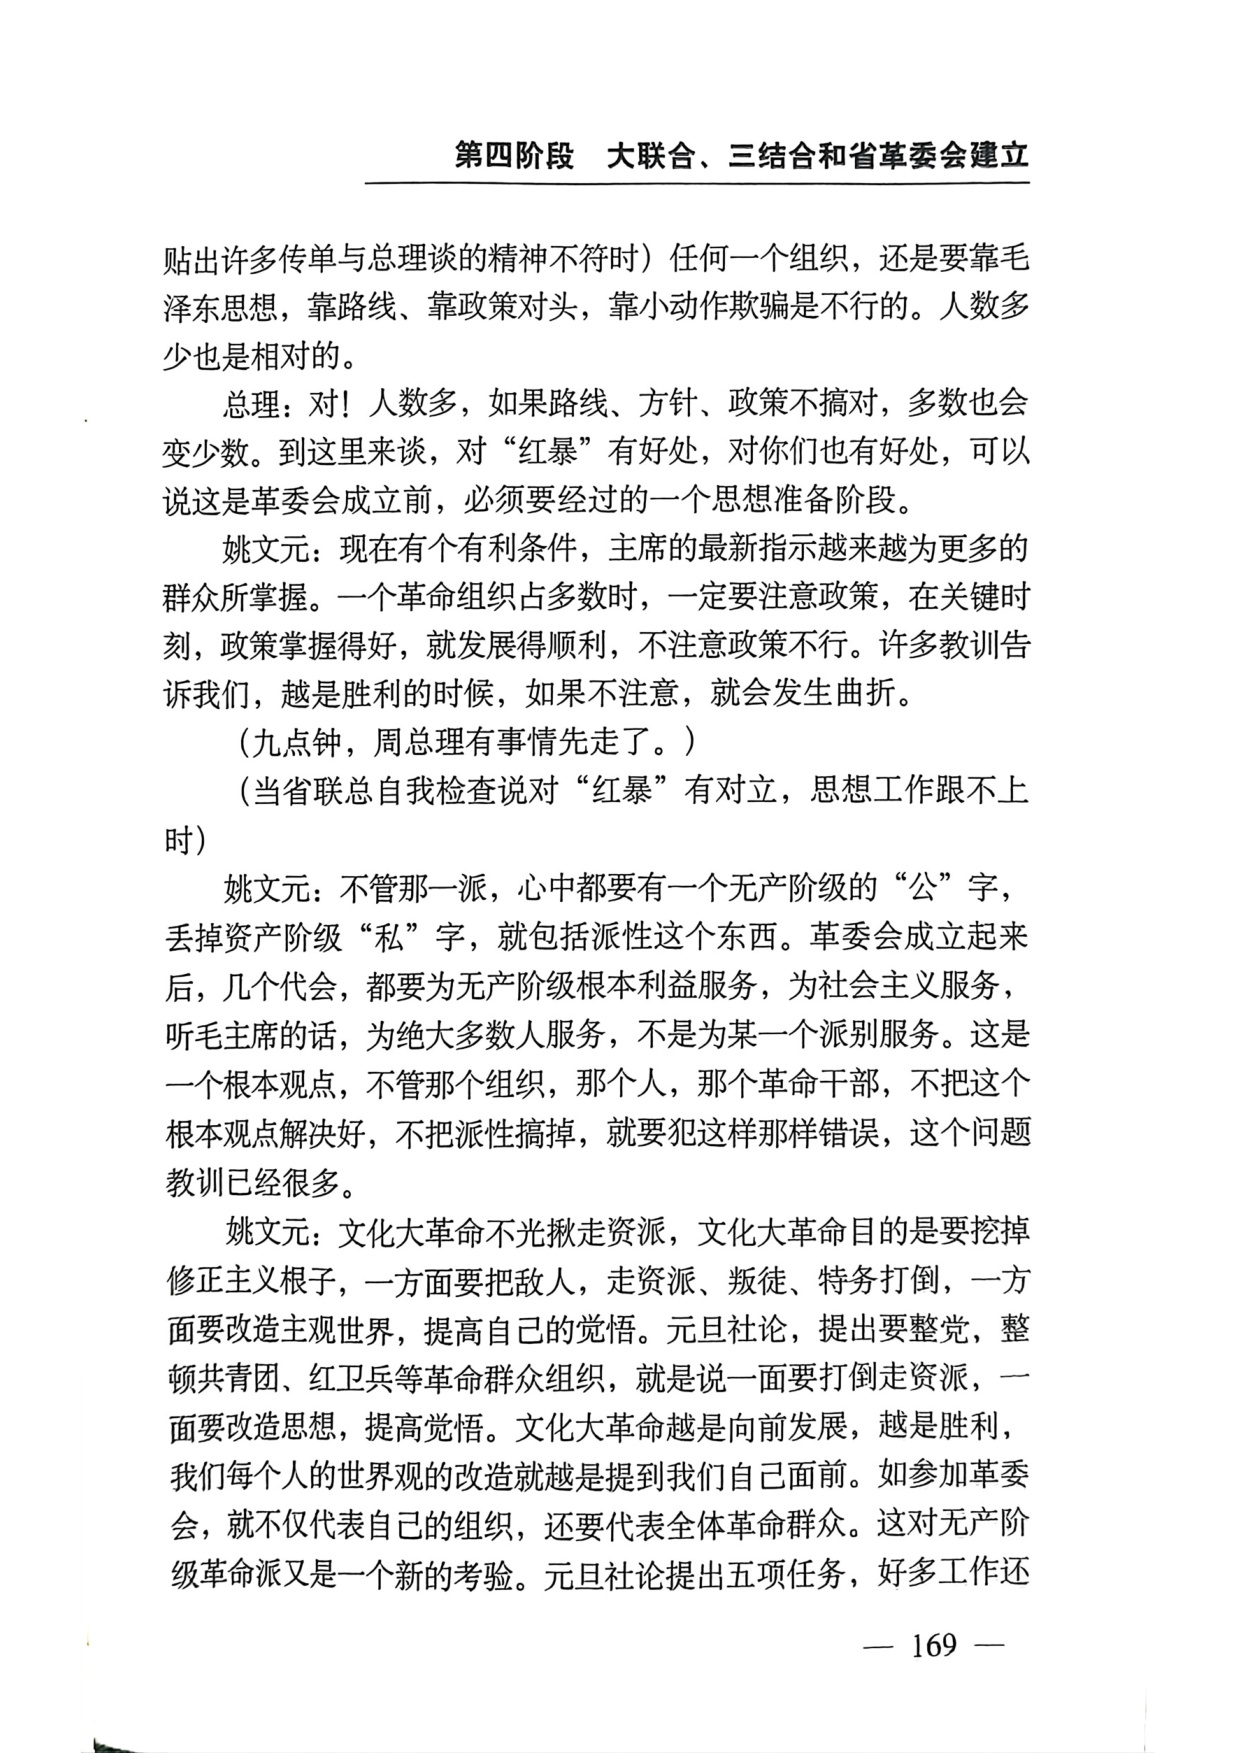 第四阶段　大联合、三结合和省革委会建立
贴出许多传单与总理谈的精神不符时）任何一个组织，还是要靠毛
泽东思想，靠路线、靠政策对头，靠小动作欺骗是不行的。人数多
少也是相对的。
总理：对！人数多，如果路线、方针、政策不搞对，多数也会
变少数。到这里来谈，对“红暴”有好处，对你们也有好处，可以
说这是革委会成立前，必须要经过的一个思想准备阶段。
姚文元：现在有个有利条件，主席的最新指示越来越为更多的
群众所掌握。一个革命组织占多数时，一定要注意政策，在关键时
刻，政策掌握得好，就发展得顺利，不注意政策不行。许多教训告
诉我们，越是胜利的时候，如果不注意，就会发生曲折。
（九点钟，周总理有事情先走了。）
（当省联总自我检查说对“红暴”有对立，思想工作跟不上
时）
姚文元：不管那一派，心中都要有一个无产阶级的“公”字，
丢掉资产阶级“私”字，就包括派性这个东西。革委会成立起来
后，几个代会，都要为无产阶级根本利益服务，为社会主义服务，
听毛主席的话，为绝大多数人服务，不是为某一个派别服务。这是
一个根本观点，不管那个组织，那个人，那个革命干部，不把这个
根本观点解决好，不把派性搞掉，就要犯这样那样错误，这个问题
教训已经很多。
姚文元：文化大革命不光揪走资派，文化大革命目的是要挖掉
修正主义根子，一方面要把敌人，走资派、叛徒、特务打倒，一方
面要改造主观世界，提高自己的觉悟。元旦社论，提出要整党，整
顿共青团、红卫兵等革命群众组织，就是说一面要打倒走资派，一
面要改造思想，提高觉悟。文化大革命越是向前发展，越是胜利，
我们每个人的世界观的改造就越是提到我们自己面前。如参加革委
会，就不仅代表自己的组织，还要代表全体革命群众。这对无产阶
级革命派又是一个新的考验。元旦社论提出五项任务，好多工作还
— 169 —